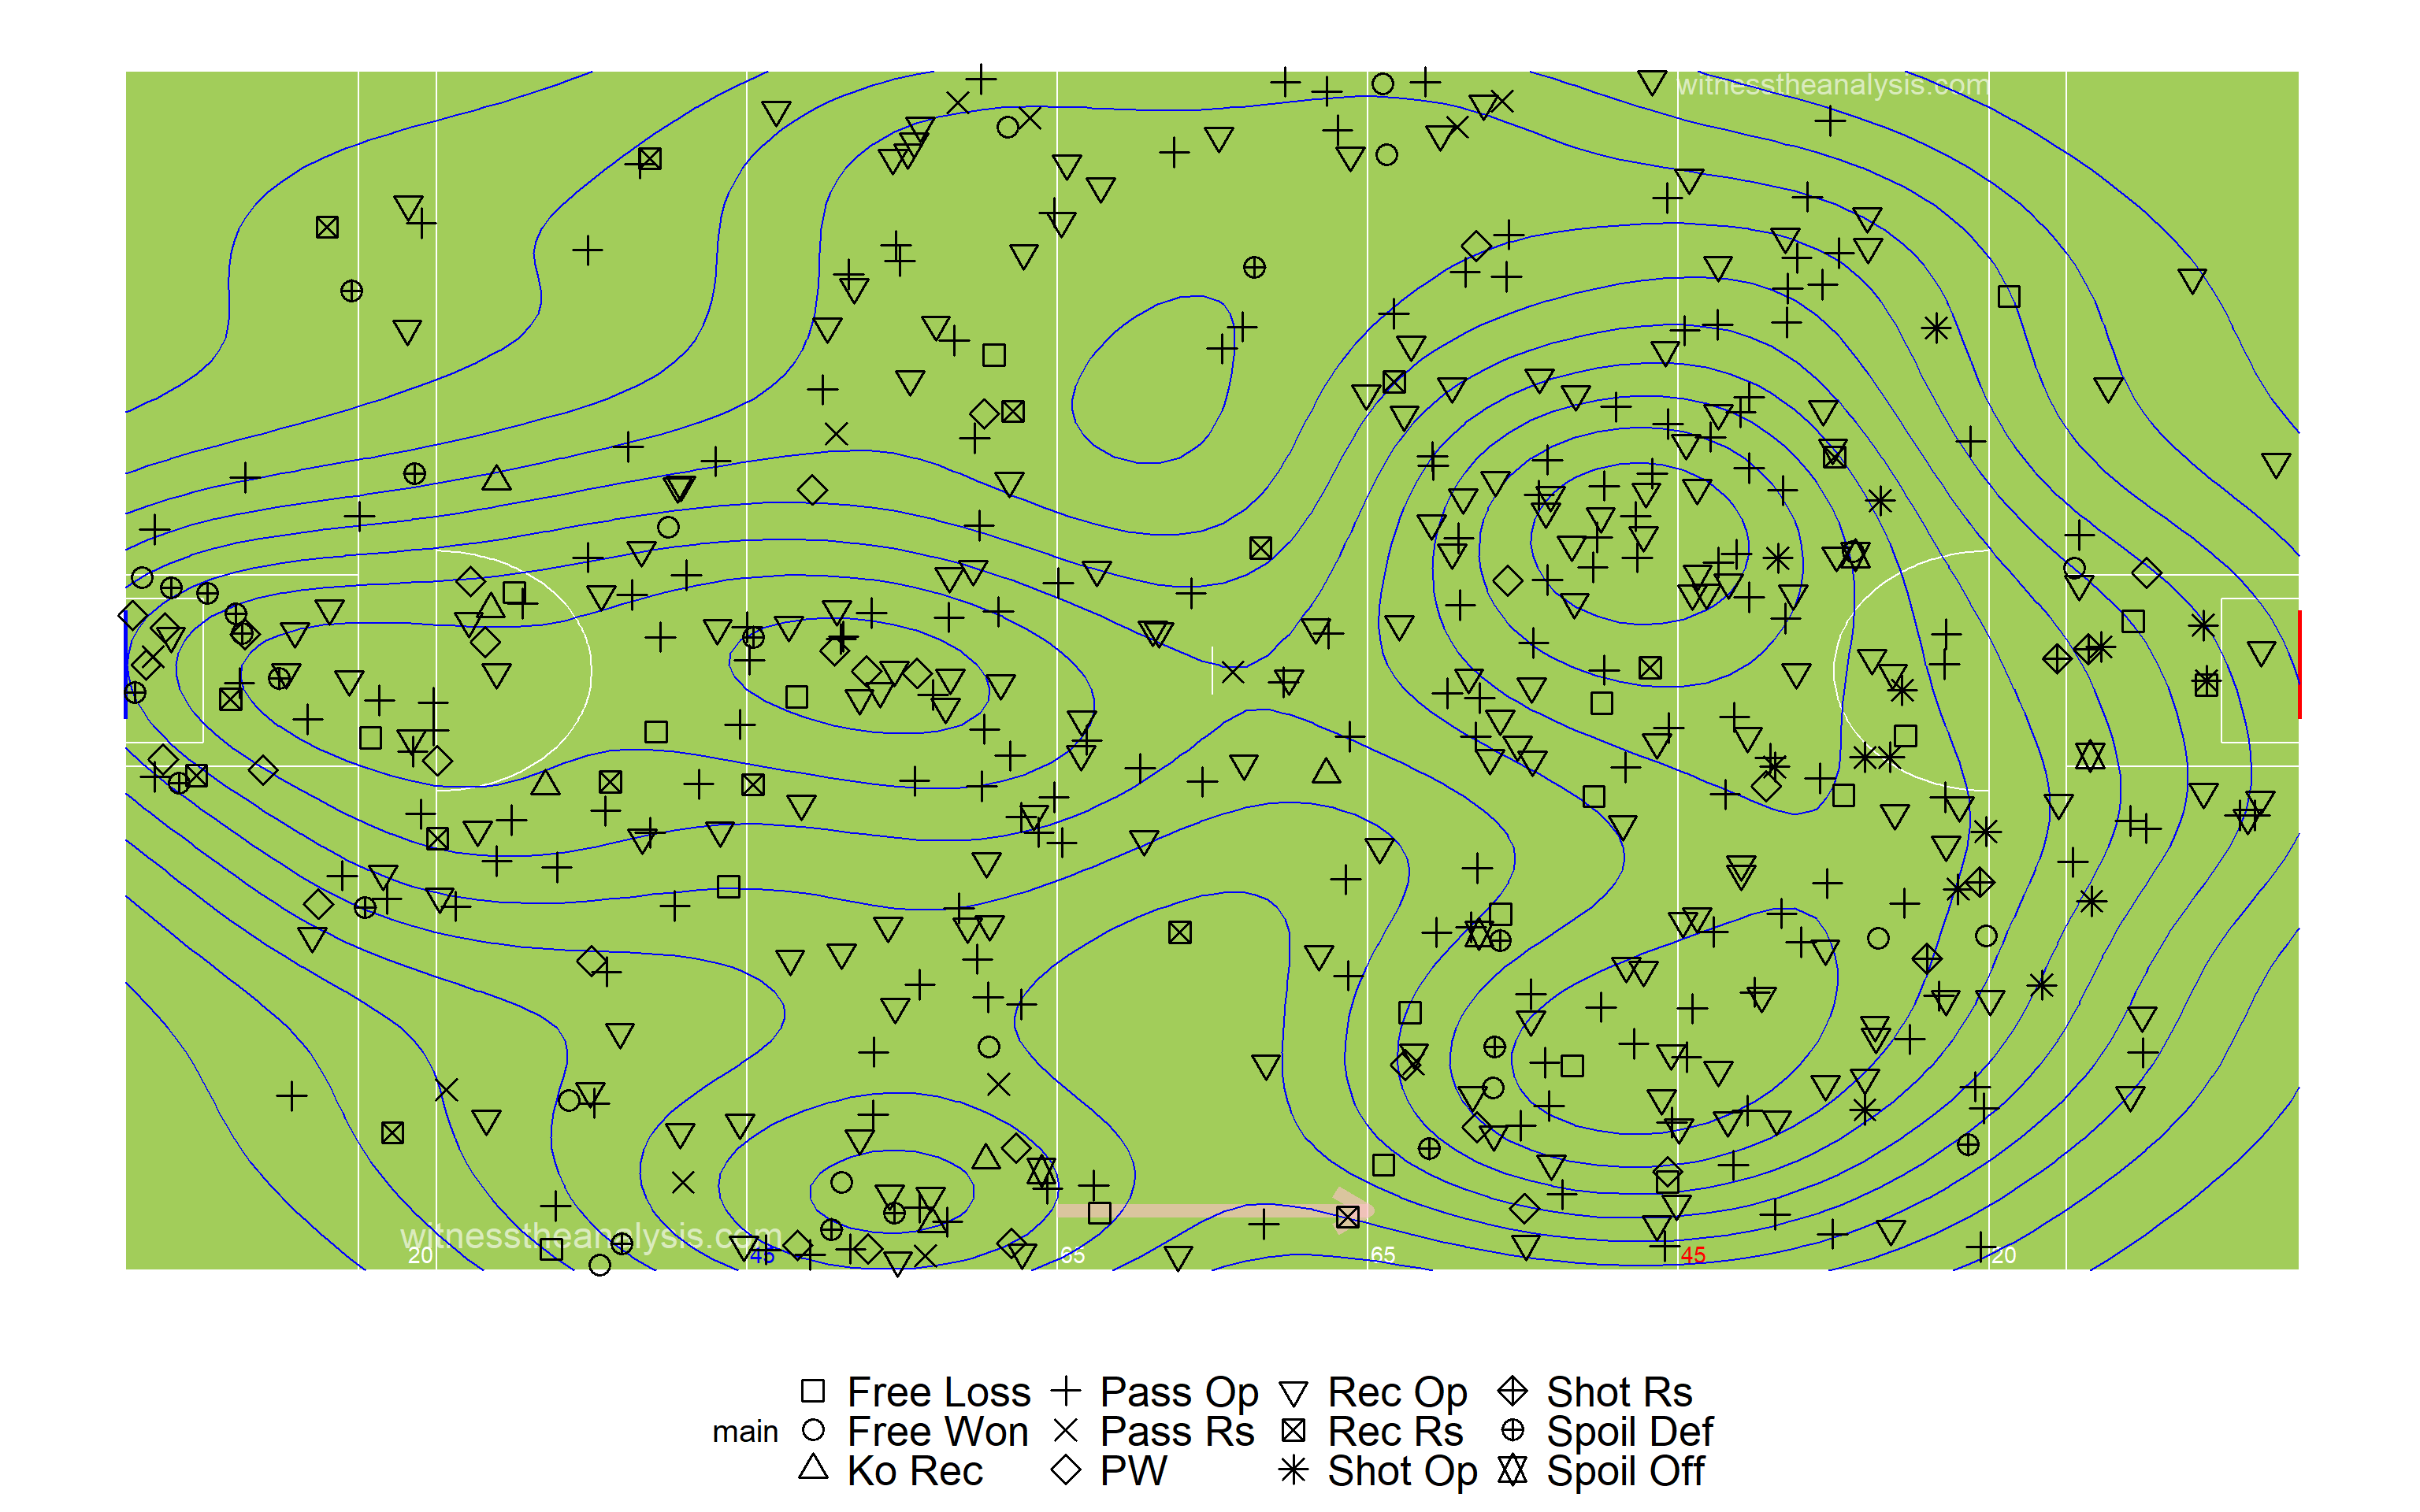 witnesstheanalysis.com
witnesstheanalysis.com
20 45 65 65 45 20
Free Loss Pass Op Rec Op Shot Rs
main Free Won Pass Rs Rec Rs Spoil Def
Ko Rec PW Shot Op Spoil Off